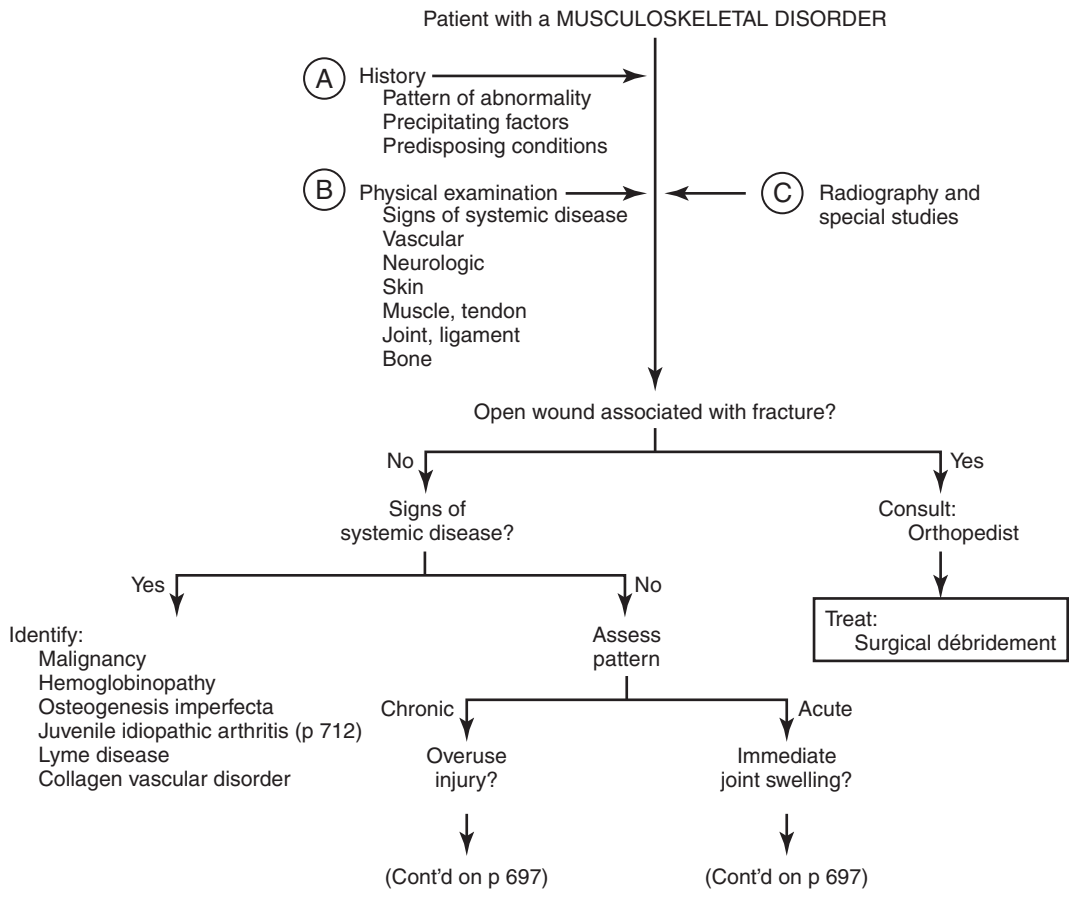 Patient with a MUSCULOSKELETAL DISORDER
A
History
Pattern of abnormality
Precipitating factors
Predisposing conditions
B
Physical examination
Signs of systemic disease
Vascular
Neurologic
Skin
Muscle, tendon
Joint, ligament
Bone
C
Radiography and
special studies
Open wound associated with fracture?
No
Yes
Signs of
systemic disease?
Consult:
Orthopedist
Treat:
Surgical débridement
Yes
No
Identify:
Malignancy
Hemoglobinopathy
Osteogenesis imperfecta
Juvenile idiopathic arthritis (p 712)
Lyme disease
Collagen vascular disorder
Assess
pattern
Chronic
Acute
Overuse
injury?
Immediate
joint swelling?
(Cont’d on p 697)
(Cont’d on p 697)